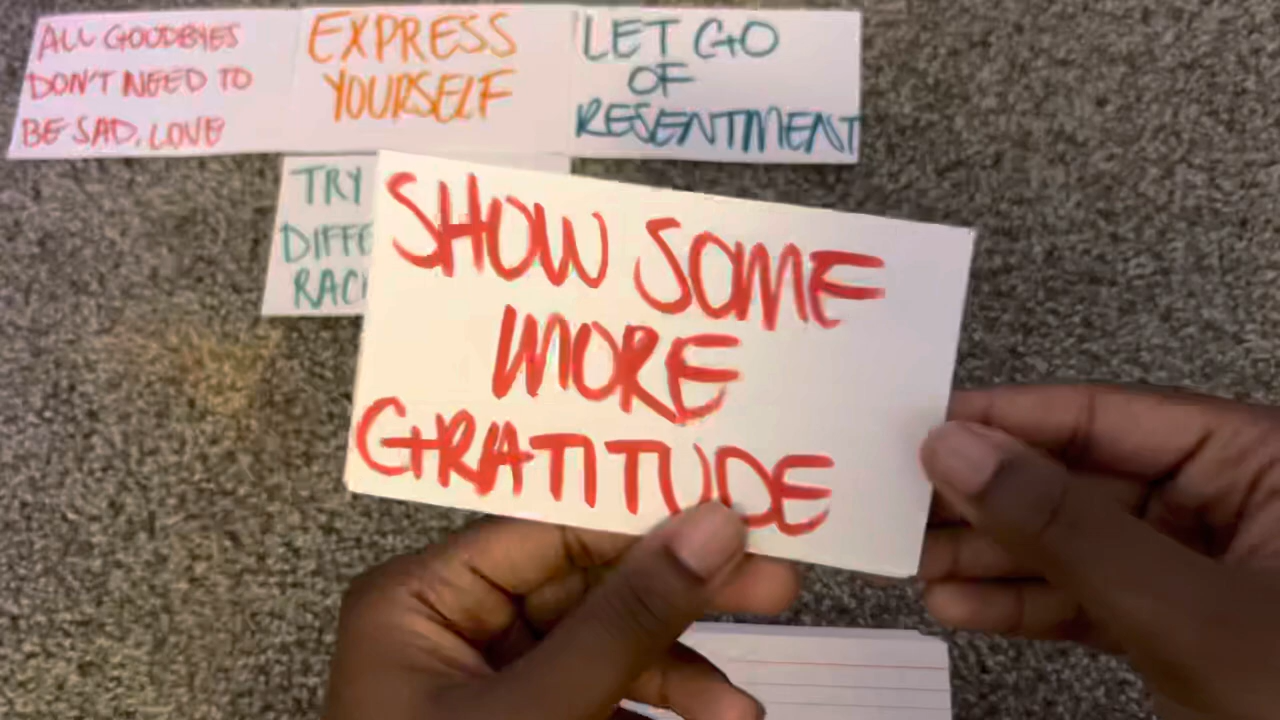 ALL GOODBYES
DON'T NEED TO
BE SAD. LOVE
EXPRESS
YOURSELF
LET GO
OF
RESENTMENT
TRY
SHOW SOME
MORE
GRATITUDE